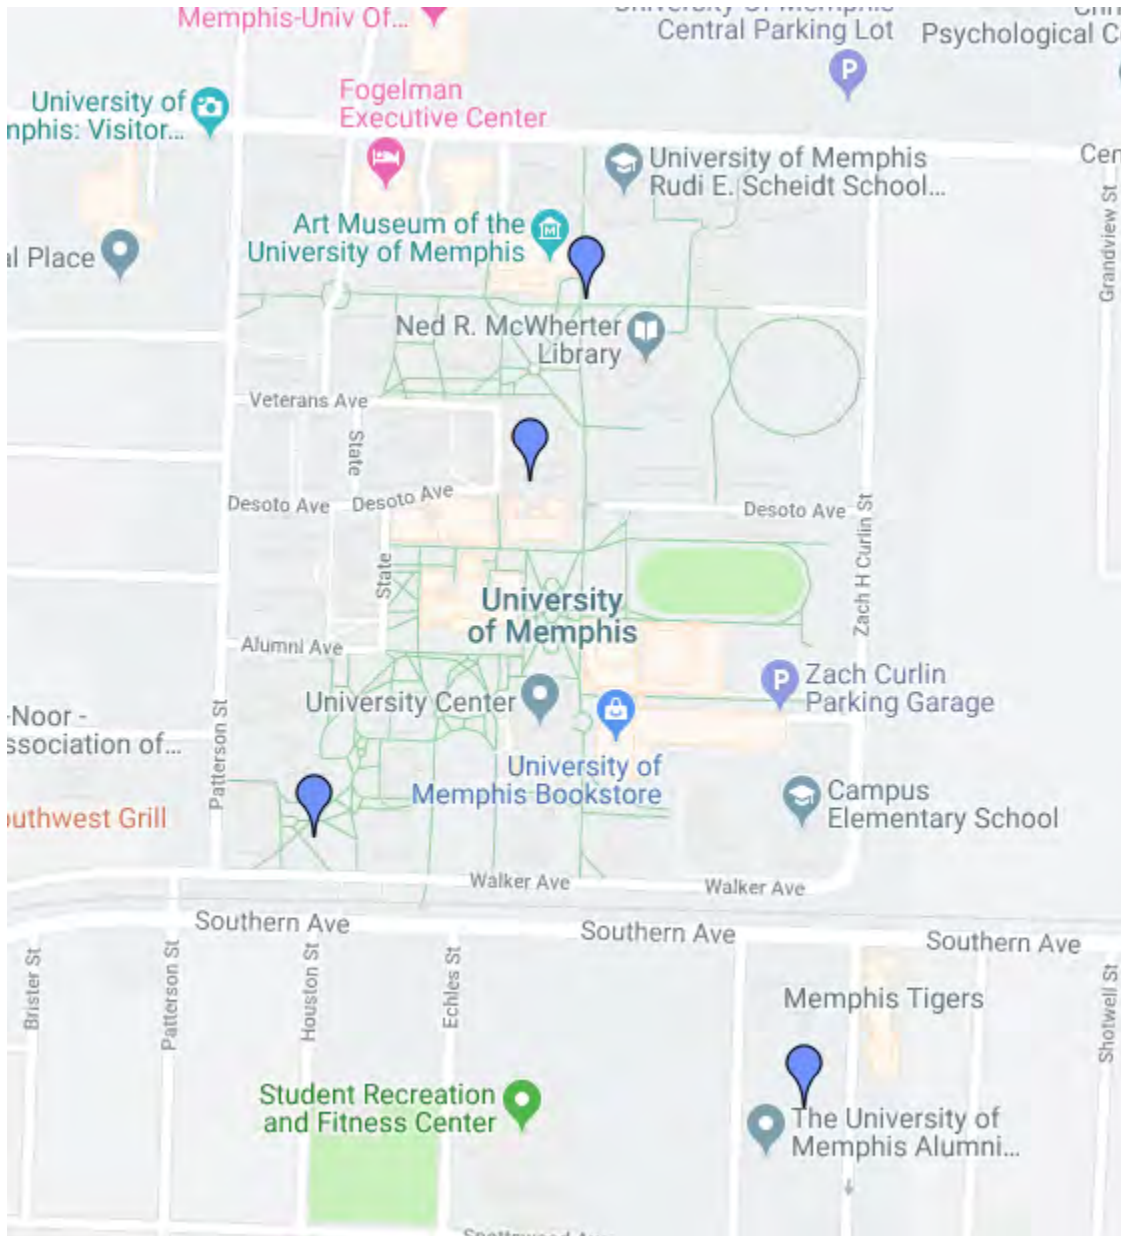 Memphis-Univ Of...
University Of Memphis
Central Parking Lot
Psychological
University of
mphis: Visitor...
Fogelman
Executive Center
University of Memphis
Rudi E. Scheidt School...
Grandview St
Art Museum of the
University of Memphis
al Place
Ned R. McWherter
Library
Veterans Ave
State
Desoto Ave
Desoto Ave
Desoto Ave
Zach H Curlin St
State
University
of Memphis
Alumni Ave
University Center
Zach Curlin
Parking Garage
Patterson St
-Noor -
ssociation of...
University of
Memphis Bookstore
Campus
Elementary School
uthwest Grill
Walker Ave
Walker Ave
Southern Ave
Southern Ave
Southern Ave
Brister St
Patterson St
Houston St
Echles St
Shotwell St
Memphis Tigers
Student Recreation
and Fitness Center
The University of
Memphis Alumni...